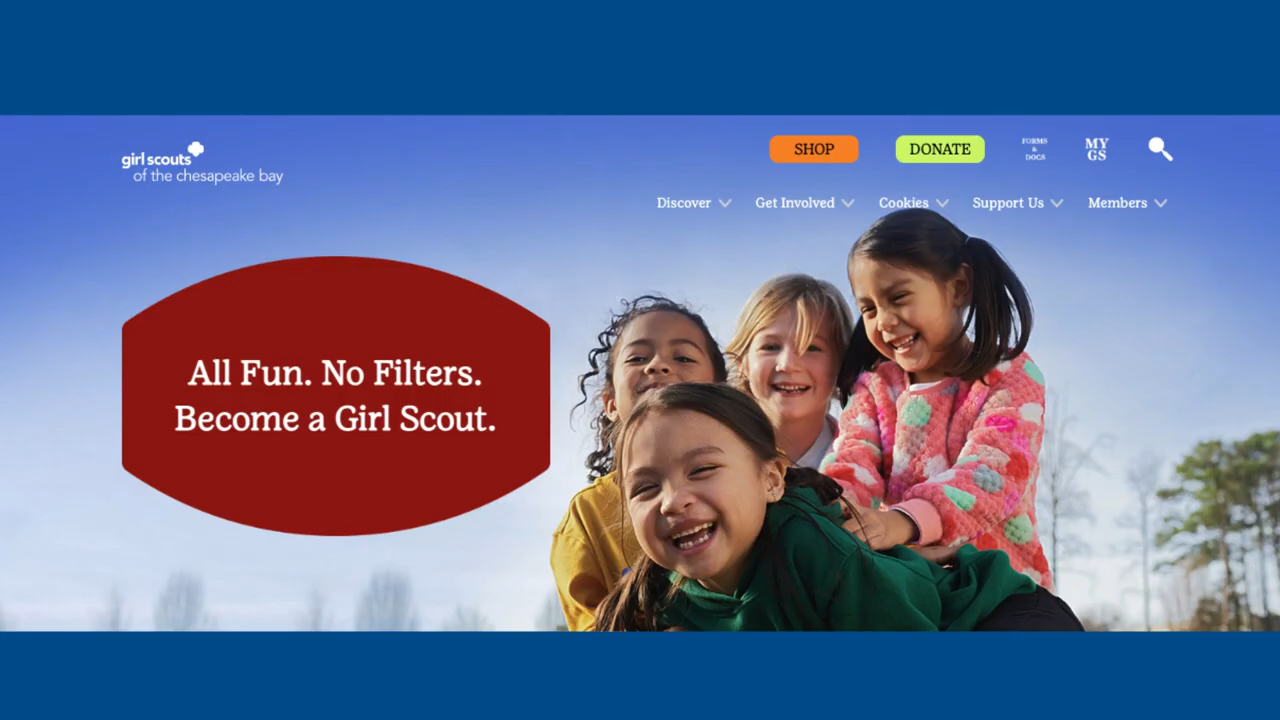 girl scouts
of the chesapeake bay
SHOP
DONATE
FORMS
&
DOCS
MY
GS
Discover
Get Involved
Cookies
Support Us
Members
All Fun. No Filters.
Become a Girl Scout.